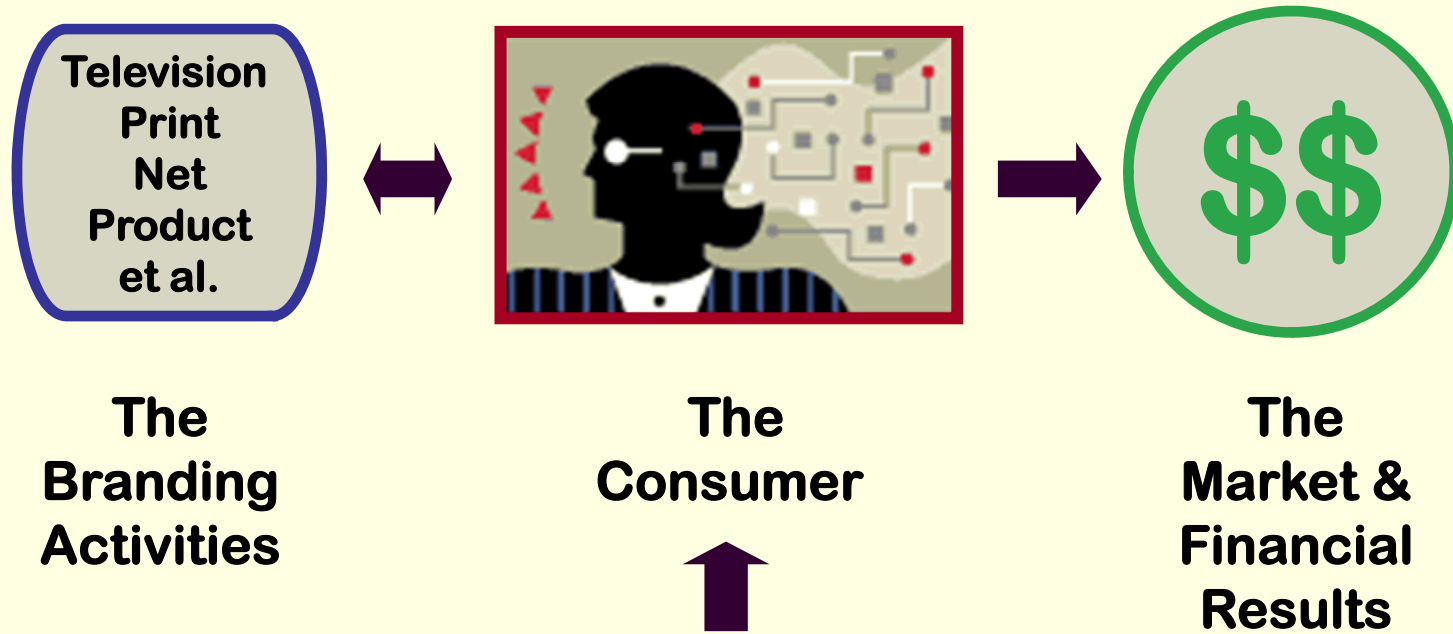 Television
Print
Net
Product
et al.
$$
The
Branding
Activities
The
Consumer
The
Market &
Financial
Results